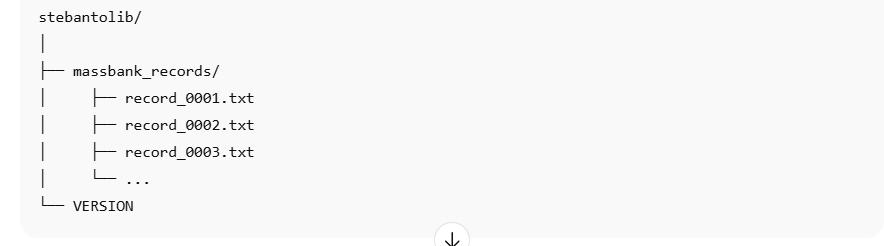 stebantolib/
│
├── massbank_records/
│     ├── record_0001.txt
│     ├── record_0002.txt
│     ├── record_0003.txt
│     └── ...
└── VERSION